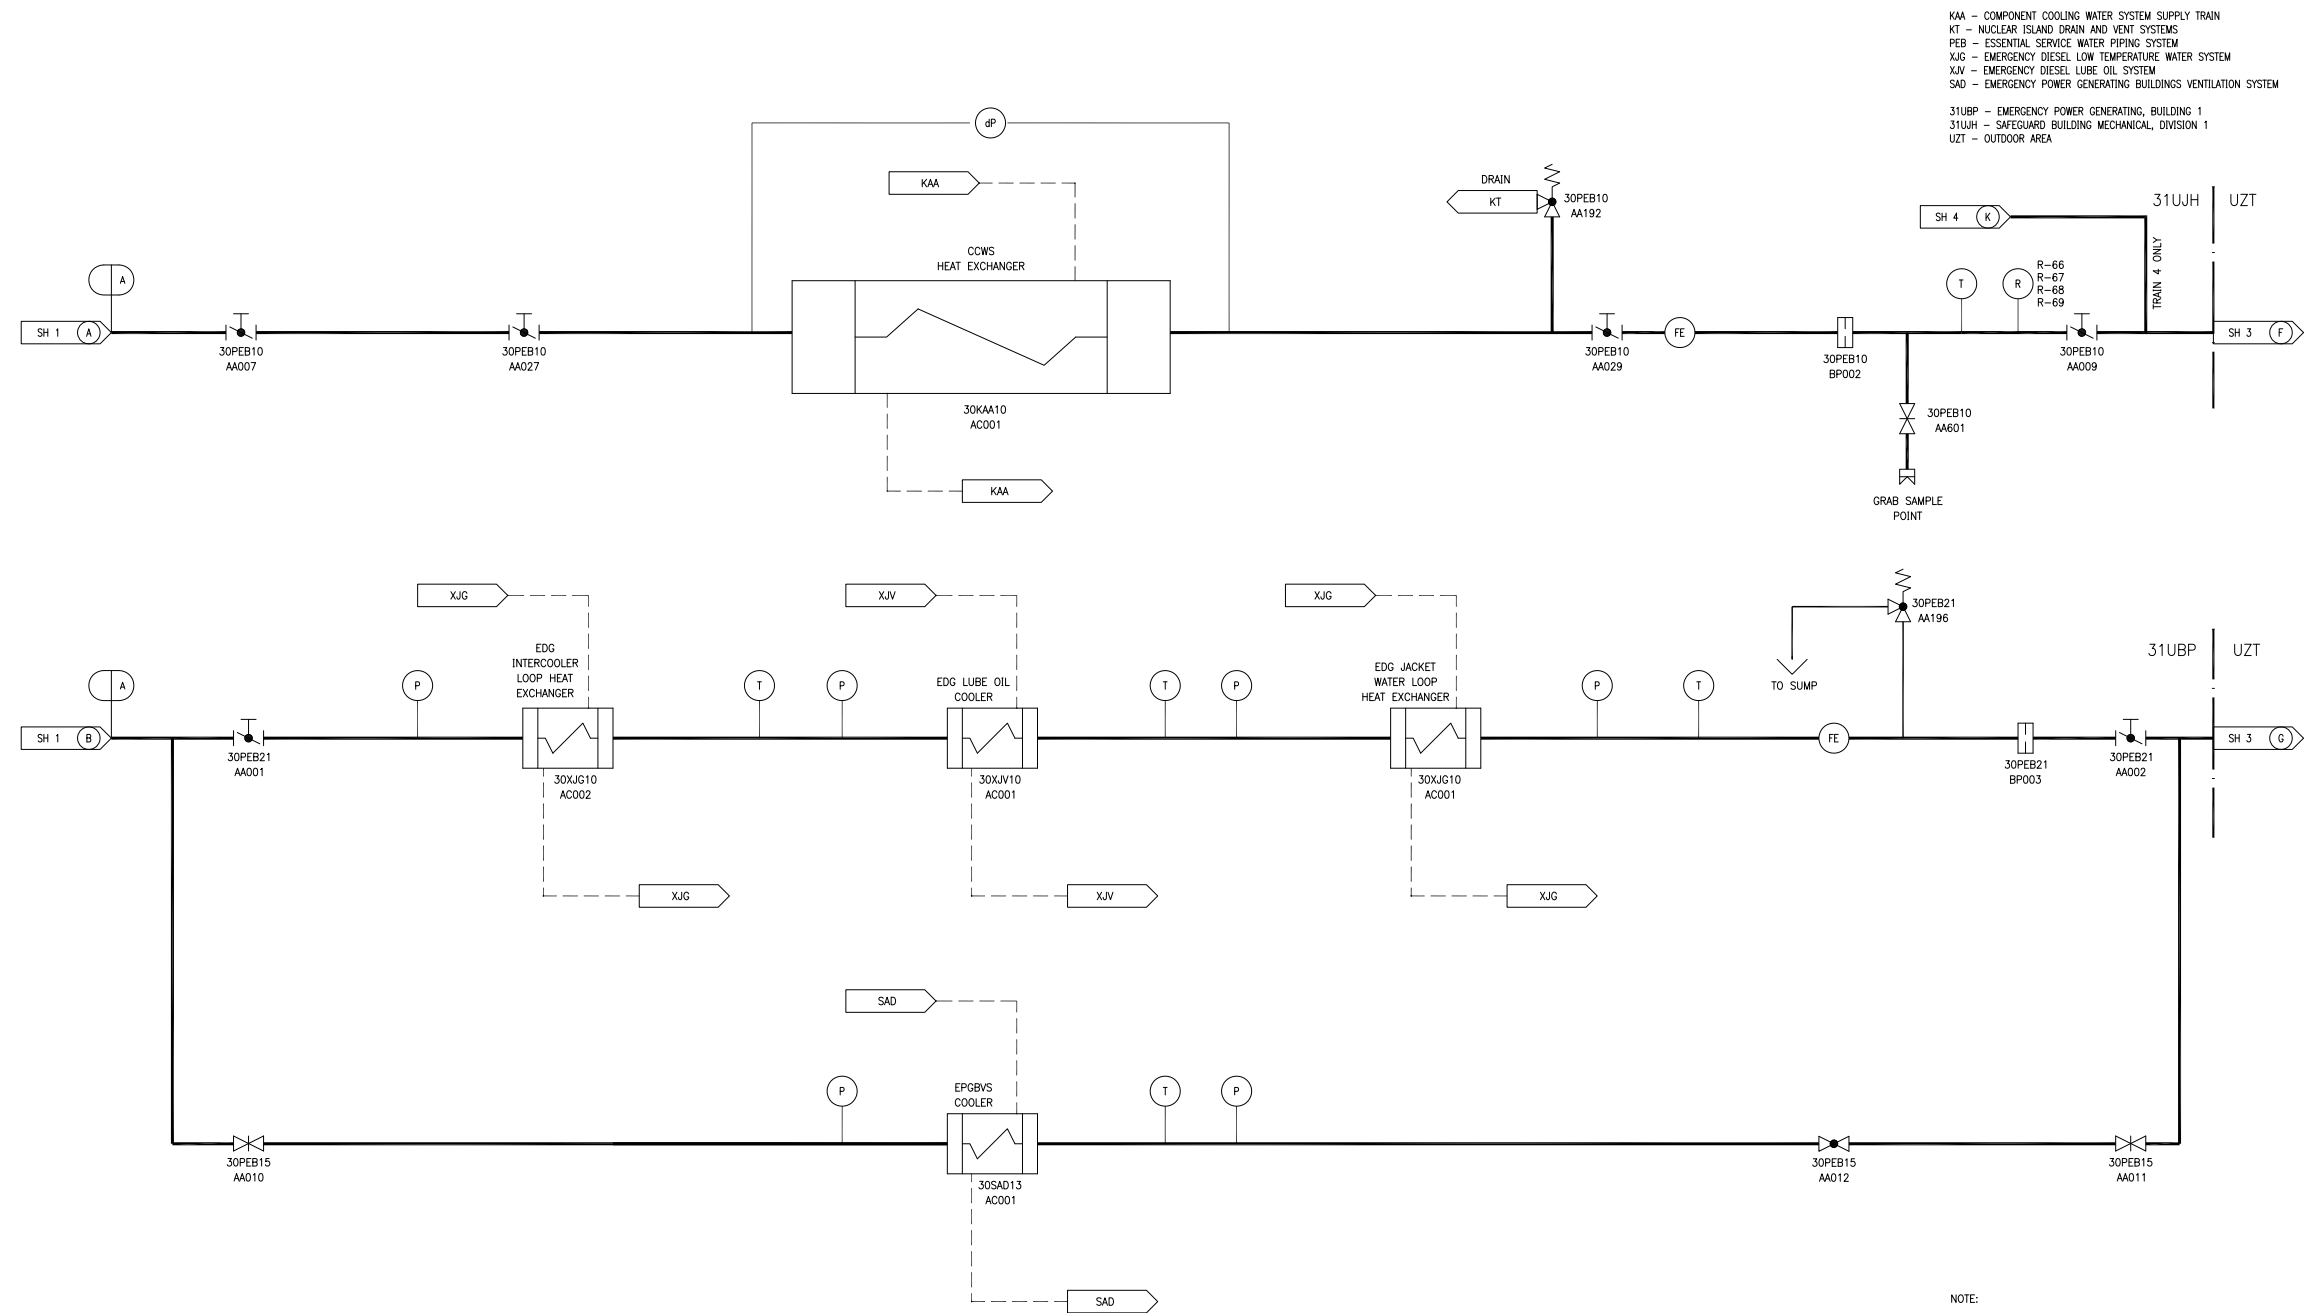 KAA – COMPONENT COOLING WATER SYSTEM SUPPLY TRAIN
KT – NUCLEAR ISLAND DRAIN AND VENT SYSTEMS
PEB – ESSENTIAL SERVICE WATER PIPING SYSTEM
XJG – EMERGENCY DIESEL LOW TEMPERATURE WATER SYSTEM
XJV – EMERGENCY DIESEL LUBE OIL SYSTEM
SAD – EMERGENCY POWER GENERATING BUILDINGS VENTILATION SYSTEM
31UBP – EMERGENCY POWER GENERATING, BUILDING 1
31UJH – SAFEGUARD BUILDING MECHANICAL, DIVISION 1
UZT – OUTDOOR AREA
dP
KAA
DRAIN
KT
30PEB10
AA192
31UJH
UZT
SH 4 K
TRAIN 4 ONLY
CCWS
HEAT EXCHANGER
A
T
R
R-66
R-67
R-68
R-69
SH 1 A
30PEB10
AA007
30PEB10
AA027
30PEB10
AA029
FE
30PEB10
BP002
30PEB10
AA009
SH 3 F
30KAA10
AC001
30PEB10
AA601
KAA
GRAB SAMPLE
POINT
XJG
XJV
XJG
30PEB21
AA196
31UBP
UZT
EDG
INTERCOOLER
LOOP HEAT
EXCHANGER
EDG LUBE OIL
COOLER
EDG JACKET
WATER LOOP
HEAT EXCHANGER
TO SUMP
A
P
T
P
T
P
P
T
SH 1 B
30PEB21
AA001
30XJG10
AC002
30XJV10
AC001
30XJG10
AC001
FE
30PEB21
BP003
30PEB21
AA002
SH 3 G
XJG
XJV
XJG
SAD
P
EPGBVS
COOLER
T
P
30PEB15
AA010
30SAD13
AC001
30PEB15
AA012
30PEB15
AA011
SAD
NOTE: